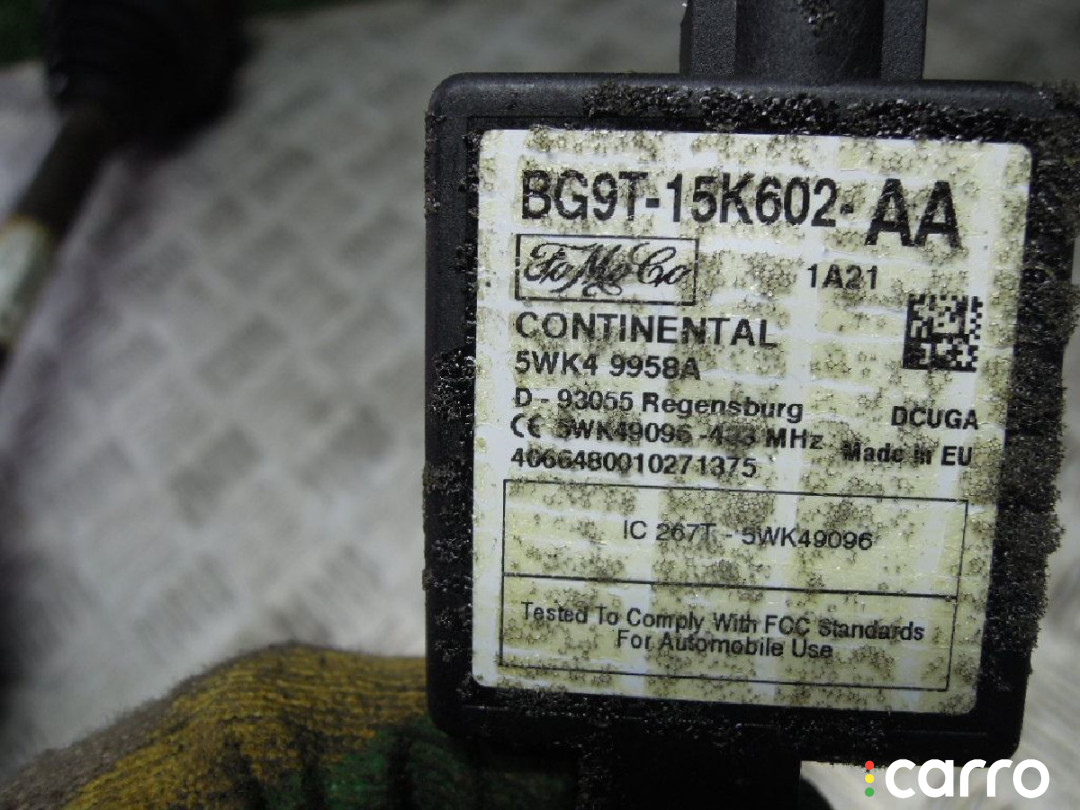 BG9T-15K602-AA
FoMoCo
1A21
CONTINENTAL
5WK4 9958A
D - 93055 Regensburg
DCUGA
CE 5WK49096 -433 MHz Made in EU
4066480010271375
IC 267T - 5WK49096
Tested To Comply With FCC Standards
For Automobile Use
carro